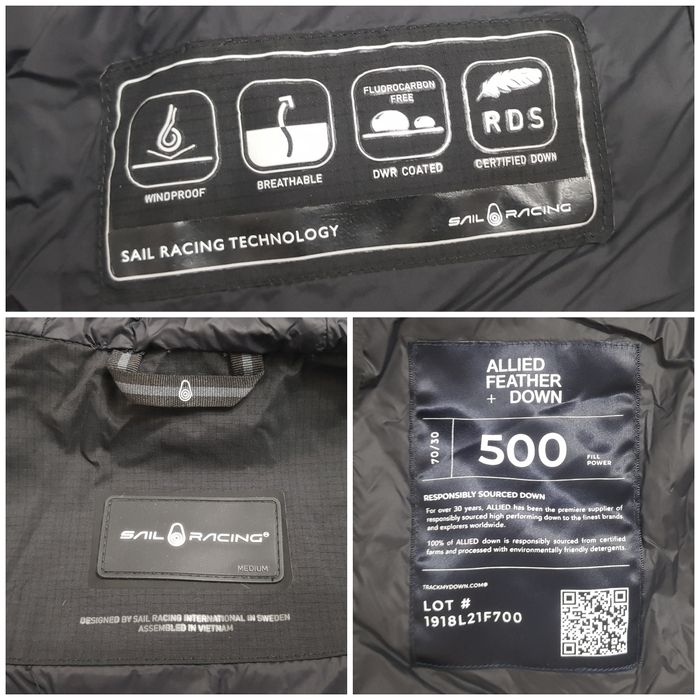 WINDPROOF
BREATHABLE
FLUOROCARBON
FREE
DWR COATED
RDS
CERTIFIED DOWN
SAIL RACING TECHNOLOGY
SAIL RACING
SAIL RACING®
MEDIUM
DESIGNED BY SAIL RACING INTERNATIONAL IN SWEDEN
ASSEMBLED IN VIETNAM
ALLIED
FEATHER
+ DOWN
70/30
500
FILL
POWER
RESPONSIBLY SOURCED DOWN
For over 30 years, ALLIED has been the premiere supplier of
responsibly sourced high performing down to the finest brands
and explorers worldwide.
100% of ALLIED down is responsibly sourced from certified
farms and processed with environmentally friendly detergents.
TRACKMYDOWN.COM®
LOT #
1918L21F700